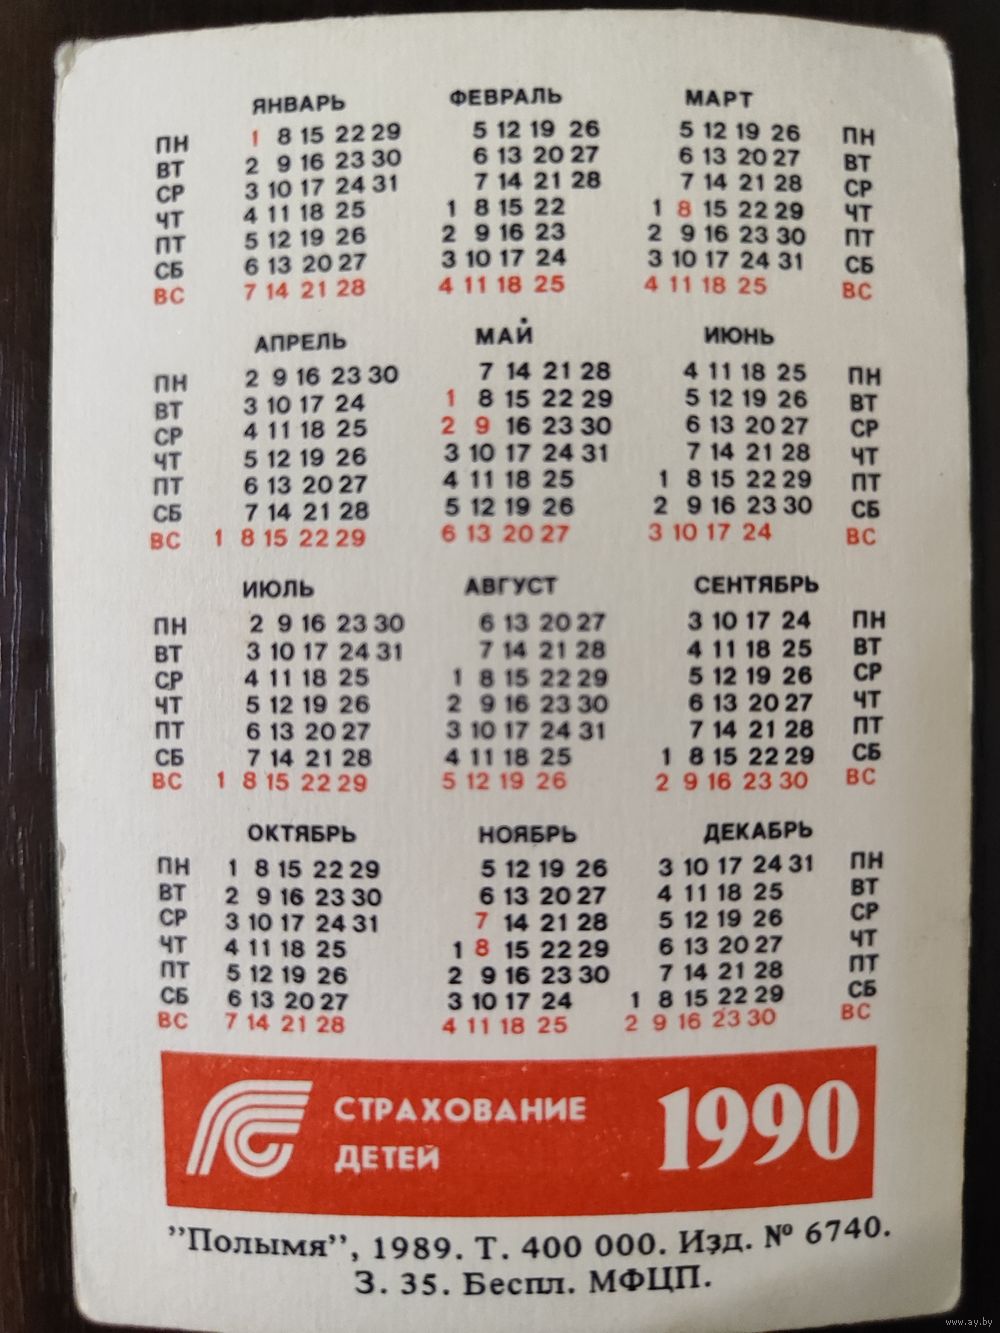 ЯНВАРЬ ФЕВРАЛЬ МАРТ
ПН 1 8 15 22 29 5 12 19 26 5 12 19 26 ПН
ВТ 2 9 16 23 30 6 13 20 27 6 13 20 27 ВТ
СР 3 10 17 24 31 7 14 21 28 7 14 21 28 СР
ЧТ 4 11 18 25 1 8 15 22 1 8 15 22 29 ЧТ
ПТ 5 12 19 26 2 9 16 23 2 9 16 23 30 ПТ
СБ 6 13 20 27 3 10 17 24 3 10 17 24 31 СБ
ВС 7 14 21 28 4 11 18 25 4 11 18 25 ВС
АПРЕЛЬ МАЙ ИЮНЬ
ПН 2 9 16 23 30 7 14 21 28 4 11 18 25 ПН
ВТ 3 10 17 24 1 8 15 22 29 5 12 19 26 ВТ
СР 4 11 18 25 2 9 16 23 30 6 13 20 27 СР
ЧТ 5 12 19 26 3 10 17 24 31 7 14 21 28 ЧТ
ПТ 6 13 20 27 4 11 18 25 1 8 15 22 29 ПТ
СБ 7 14 21 28 5 12 19 26 2 9 16 23 30 СБ
ВС 1 8 15 22 29 6 13 20 27 3 10 17 24 ВС
ИЮЛЬ АВГУСТ СЕНТЯБРЬ
ПН 2 9 16 23 30 6 13 20 27 3 10 17 24 ПН
ВТ 3 10 17 24 31 7 14 21 28 4 11 18 25 ВТ
СР 4 11 18 25 1 8 15 22 29 5 12 19 26 СР
ЧТ 5 12 19 26 2 9 16 23 30 6 13 20 27 ЧТ
ПТ 6 13 20 27 3 10 17 24 31 7 14 21 28 ПТ
СБ 7 14 21 28 4 11 18 25 1 8 15 22 29 СБ
ВС 1 8 15 22 29 5 12 19 26 2 9 16 23 30 ВС
ОКТЯБРЬ НОЯБРЬ ДЕКАБРЬ
ПН 1 8 15 22 29 5 12 19 26 3 10 17 24 31 ПН
ВТ 2 9 16 23 30 6 13 20 27 4 11 18 25 ВТ
СР 3 10 17 24 31 7 14 21 28 5 12 19 26 СР
ЧТ 4 11 18 25 1 8 15 22 29 6 13 20 27 ЧТ
ПТ 5 12 19 26 2 9 16 23 30 7 14 21 28 ПТ
СБ 6 13 20 27 3 10 17 24 1 8 15 22 29 СБ
ВС 7 14 21 28 4 11 18 25 2 9 16 23 30 ВС
СТРАХОВАНИЕ
ДЕТЕЙ
1990
"Полымя", 1989. Т. 400 000. Изд. № 6740.
З. 35. Беспл. МФЦП.
www.ay.by